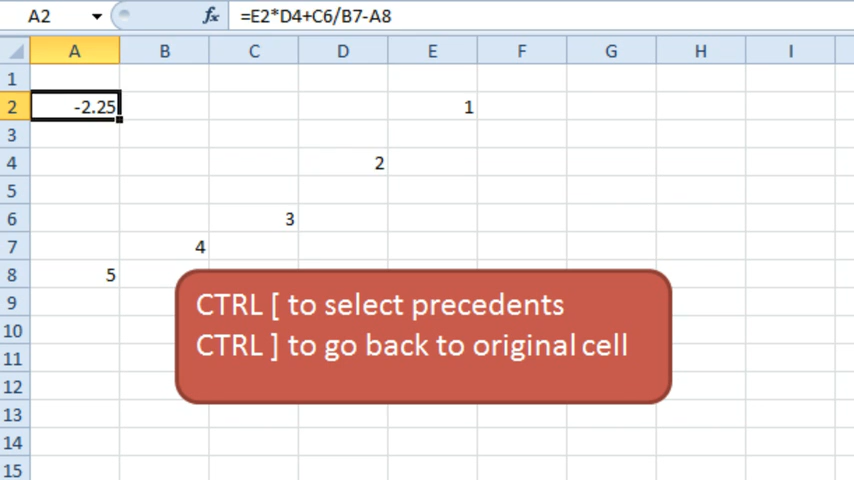 A2 fx =E2*D4+C6/B7-A8
A B C D E F G H I
1
2 -2.25 1
3
4 2
5
6 3
7 4
8 5
9
10
11
12
13
14
15
CTRL [ to select precedents
CTRL ] to go back to original cell